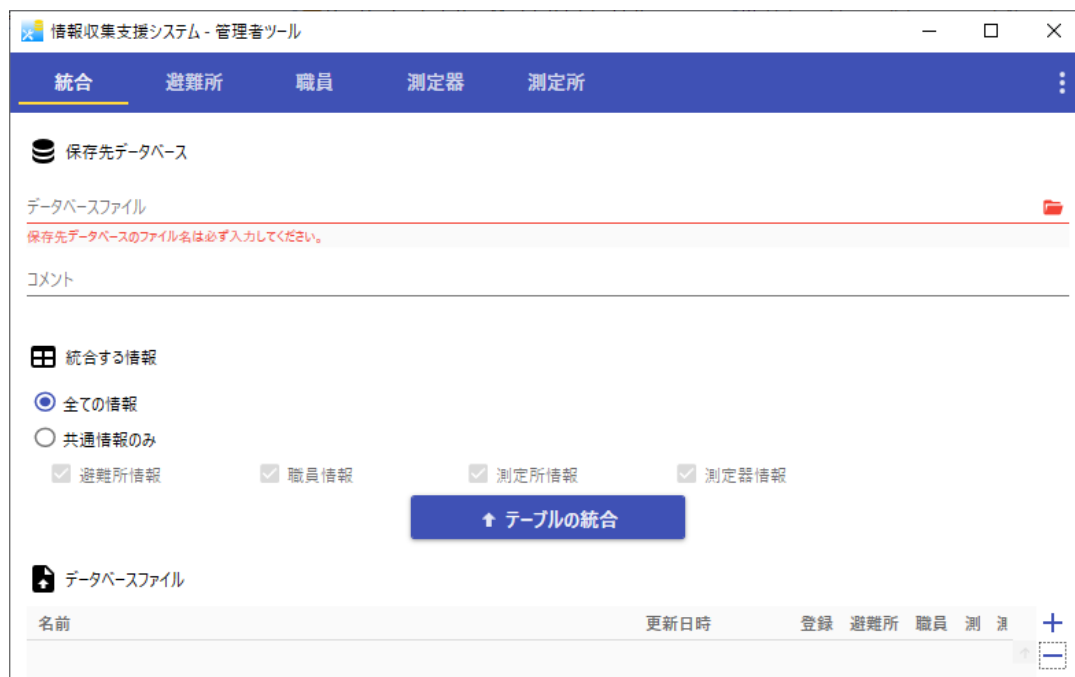 情報収集支援システム - 管理者ツール
統合 避難所 職員 測定器 測定所
保存先データベース
データベースファイル
保存先データベースのファイル名は必ず入力してください。
コメント
統合する情報
全ての情報
共通情報のみ
避難所情報 職員情報 測定所情報 測定器情報
テーブルの統合
データベースファイル
名前 更新日時 登録 避難所 職員 測